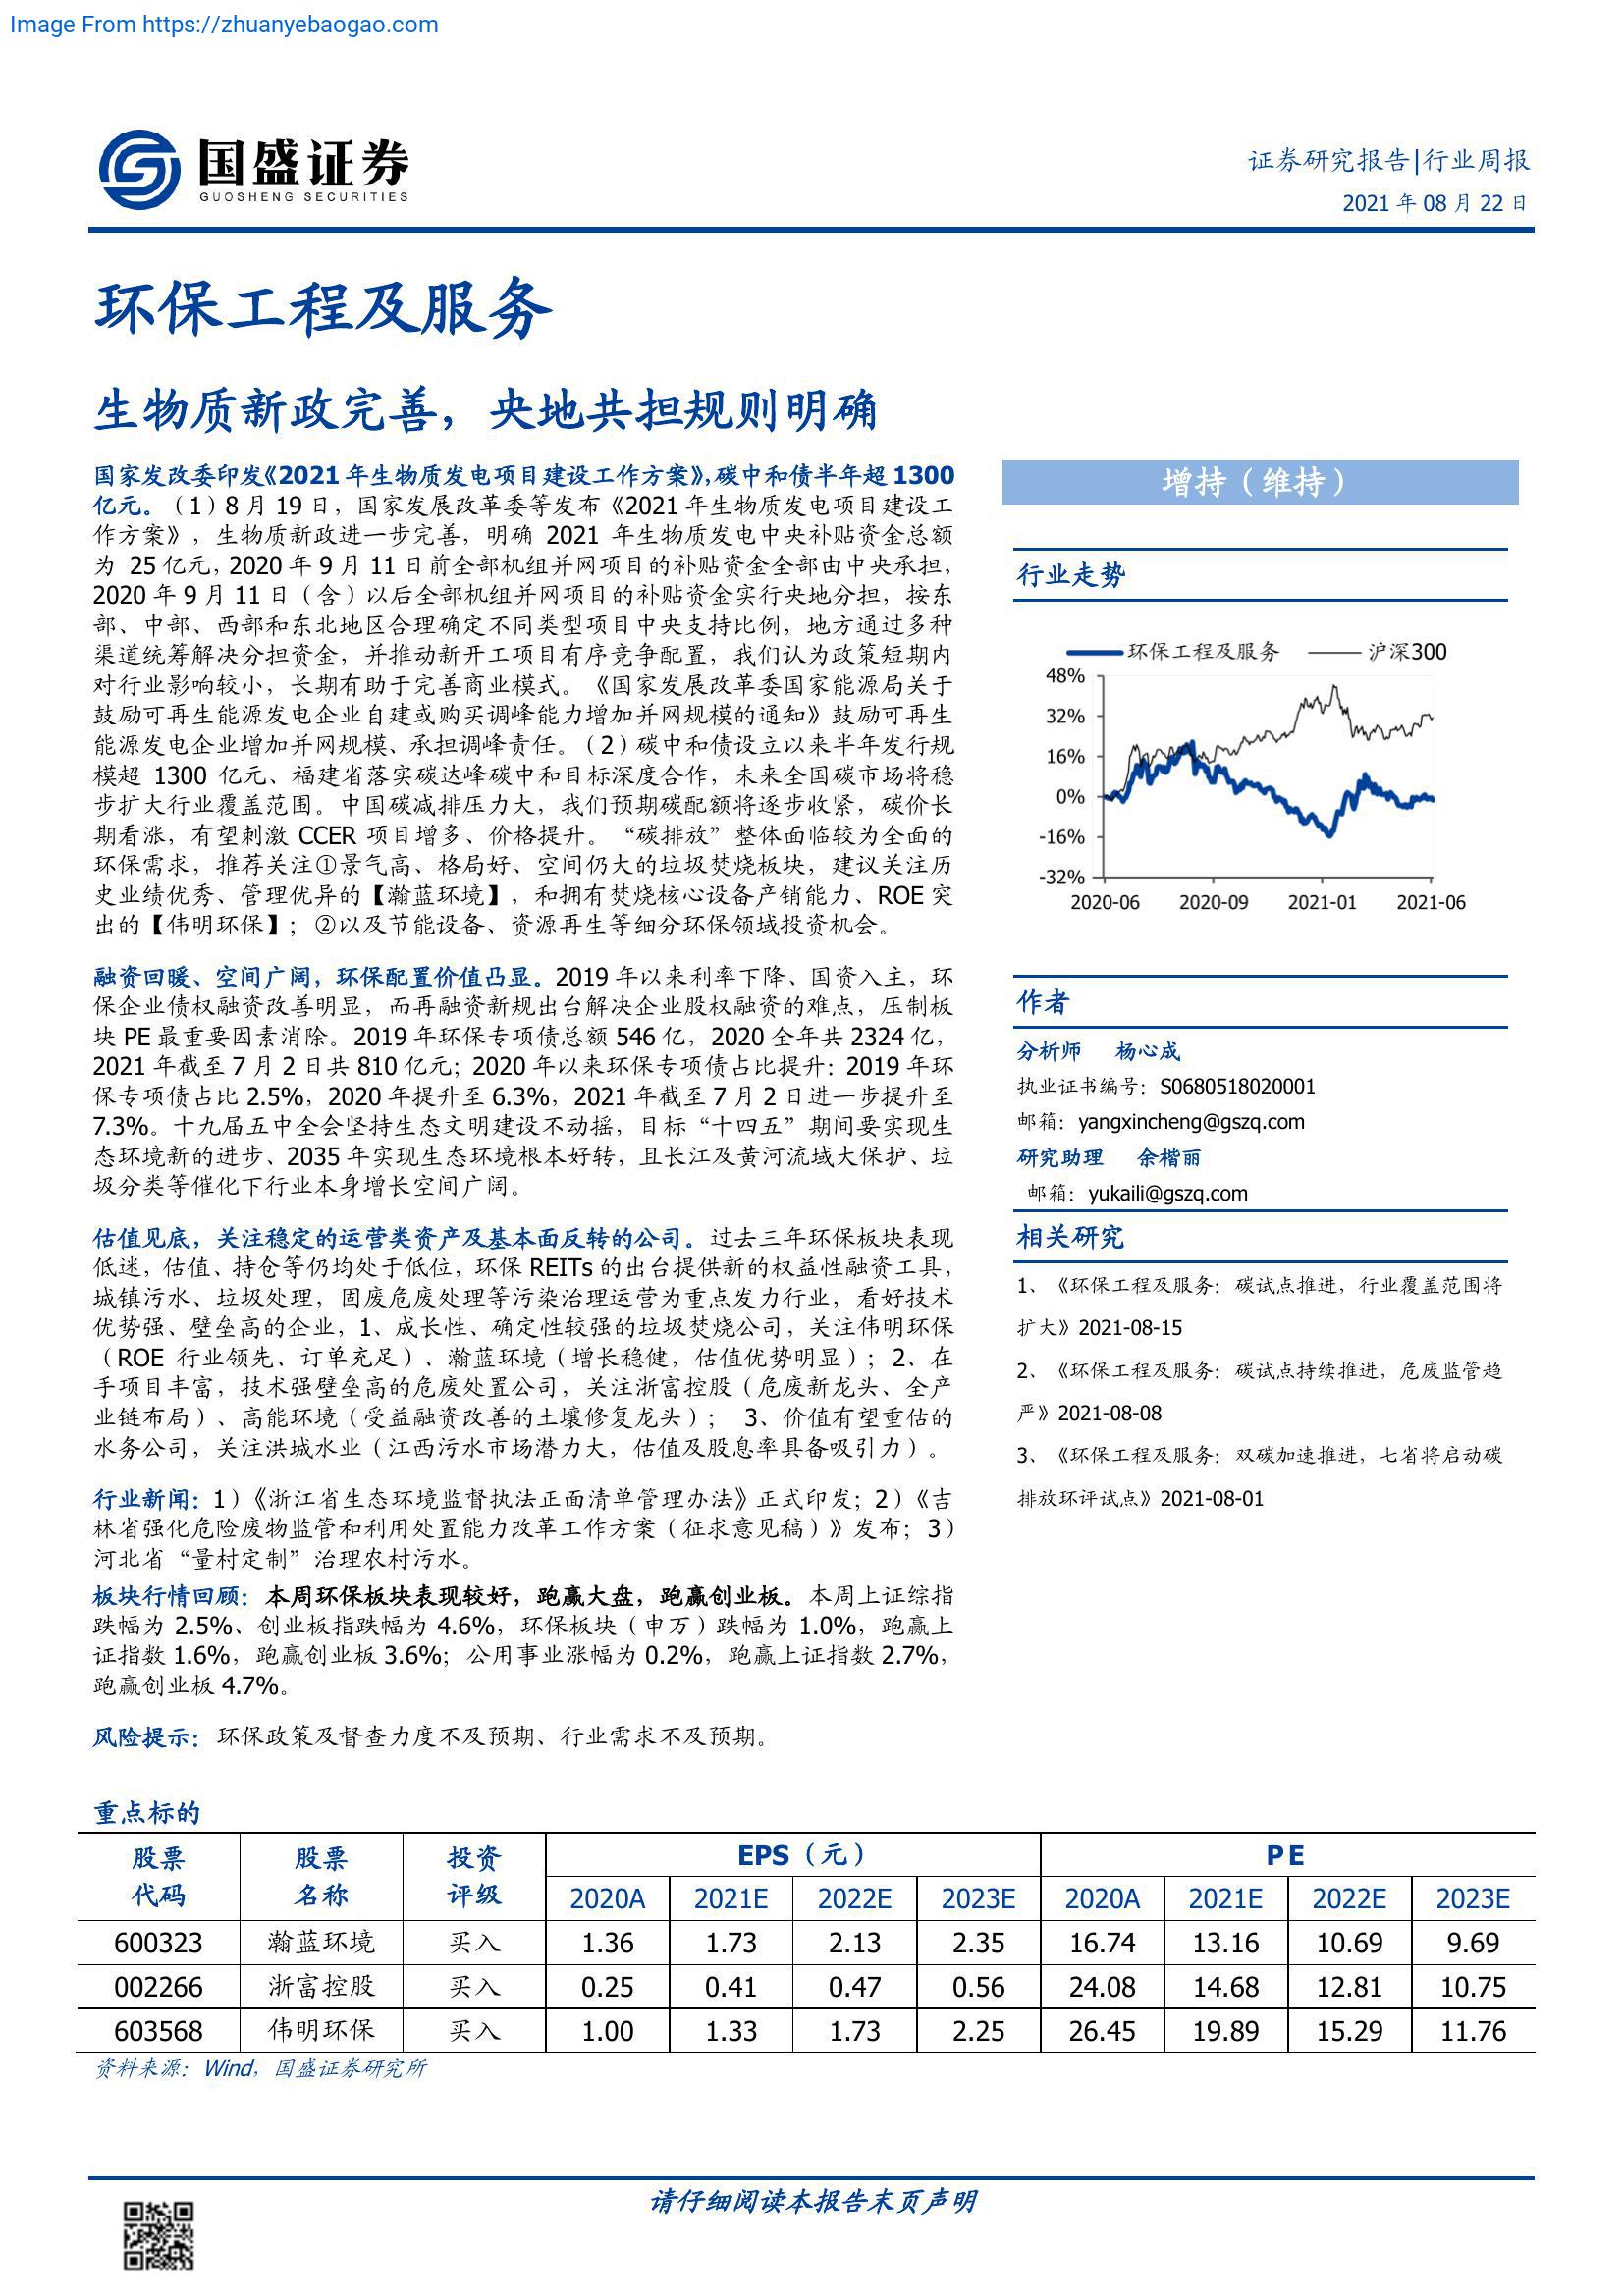 Image From https://zhuanyebaogao.com
国盛证券
GUOSHENG SECURITIES
证券研究报告|行业周报
2021 年 08 月 22 日
环保工程及服务
生物质新政完善，央地共担规则明确
国家发改委印发《2021 年生物质发电项目建设工作方案》，碳中和债半年超 1300
亿元。（1）8 月 19 日，国家发展改革委等发布《2021 年生物质发电项目建设工
作方案》，生物质新政进一步完善，明确 2021 年生物质发电中央补贴资金总额
为 25 亿元，2020 年 9 月 11 日前全部机组并网项目的补贴资金全部由中央承担，
2020 年 9 月 11 日（含）以后全部机组并网项目的补贴资金实行央地分担，按东
部、中部、西部和东北地区合理确定不同类型项目中央支持比例，地方通过多种
渠道统筹解决分担资金，并推动新开工项目有序竞争配置，我们认为政策短期内
对行业影响较小，长期有助于完善商业模式。《国家发展改革委国家能源局关于
鼓励可再生能源发电企业自建或购买调峰能力增加并网规模的通知》鼓励可再生
能源发电企业增加并网规模、承担调峰责任。（2）碳中和债设立以来半年发行规
模超 1300 亿元、福建省落实碳达峰碳中和目标深度合作，未来全国碳市场将稳
步扩大行业覆盖范围。中国碳减排压力大，我们预期碳配额将逐步收紧，碳价长
期看涨，有望刺激 CCER 项目增多、价格提升。“碳排放”整体面临较为全面的
环保需求，推荐关注①景气高、格局好、空间仍大的垃圾焚烧板块，建议关注历
史业绩优秀、管理优异的【瀚蓝环境】，和拥有焚烧核心设备产销能力、ROE 突
出的【伟明环保】；②以及节能设备、资源再生等细分环保领域投资机会。
融资回暖、空间广阔，环保配置价值凸显。2019 年以来利率下降、国资入主，环
保企业债权融资改善明显，而再融资新规出台解决企业股权融资的难点，压制板
块 PE 最重要因素消除。2019 年环保专项债总额 546 亿，2020 全年共 2324 亿，
2021 年截至 7 月 2 日共 810 亿元；2020 年以来环保专项债占比提升：2019 年环
保专项债占比 2.5%，2020 年提升至 6.3%，2021 年截至 7 月 2 日进一步提升至
7.3%。十九届五中全会坚持生态文明建设不动摇，目标“十四五”期间要实现生
态环境新的进步、2035 年实现生态环境根本好转，且长江及黄河流域大保护、垃
圾分类等催化下行业本身增长空间广阔。
估值见底，关注稳定的运营类资产及基本面反转的公司。过去三年环保板块表现
低迷，估值、持仓等仍均处于低位，环保 REITs 的出台提供新的权益性融资工具，
城镇污水、垃圾处理，固废危废处理等污染治理运营为重点发力行业，看好技术
优势强、壁垒高的企业，1、成长性、确定性较强的垃圾焚烧公司，关注伟明环保
（ROE 行业领先、订单充足）、瀚蓝环境（增长稳健，估值优势明显）；2、在
手项目丰富，技术强壁垒高的危废处置公司，关注浙富控股（危废新龙头、全产
业链布局）、高能环境（受益融资改善的土壤修复龙头）； 3、价值有望重估的
水务公司，关注洪城水业（江西污水市场潜力大，估值及股息率具备吸引力）。
行业新闻：1）《浙江省生态环境监督执法正面清单管理办法》正式印发；2）《吉
林省强化危险废物监管和利用处置能力改革工作方案（征求意见稿）》发布；3）
河北省“量村定制”治理农村污水。
板块行情回顾：本周环保板块表现较好，跑赢大盘，跑赢创业板。本周上证综指
跌幅为 2.5%、创业板指跌幅为 4.6%，环保板块（申万）跌幅为 1.0%，跑赢上
证指数 1.6%，跑赢创业板 3.6%；公用事业涨幅为 0.2%，跑赢上证指数 2.7%，
跑赢创业板 4.7%。
风险提示：环保政策及督查力度不及预期、行业需求不及预期。
增持（维持）
行业走势
环保工程及服务 沪深300
48%
32%
16%
0%
-16%
-32%
2020-06 2020-09 2021-01 2021-06
作者
分析师 杨心成
执业证书编号：S0680518020001
邮箱：yangxincheng@gszq.com
研究助理 余楷丽
邮箱：yukaili@gszq.com
相关研究
1、《环保工程及服务：碳试点推进，行业覆盖范围将
扩大》2021-08-15
2、《环保工程及服务：碳试点持续推进，危废监管趋
严》2021-08-08
3、《环保工程及服务：双碳加速推进，七省将启动碳
排放环评试点》2021-08-01
重点标的
股票代码 股票名称 投资评级 EPS（元） PE
2020A 2021E 2022E 2023E 2020A 2021E 2022E 2023E
600323 瀚蓝环境 买入 1.36 1.73 2.13 2.35 16.74 13.16 10.69 9.69
002266 浙富控股 买入 0.25 0.41 0.47 0.56 24.08 14.68 12.81 10.75
603568 伟明环保 买入 1.00 1.33 1.73 2.25 26.45 19.89 15.29 11.76
资料来源：Wind，国盛证券研究所
请仔细阅读本报告末页声明